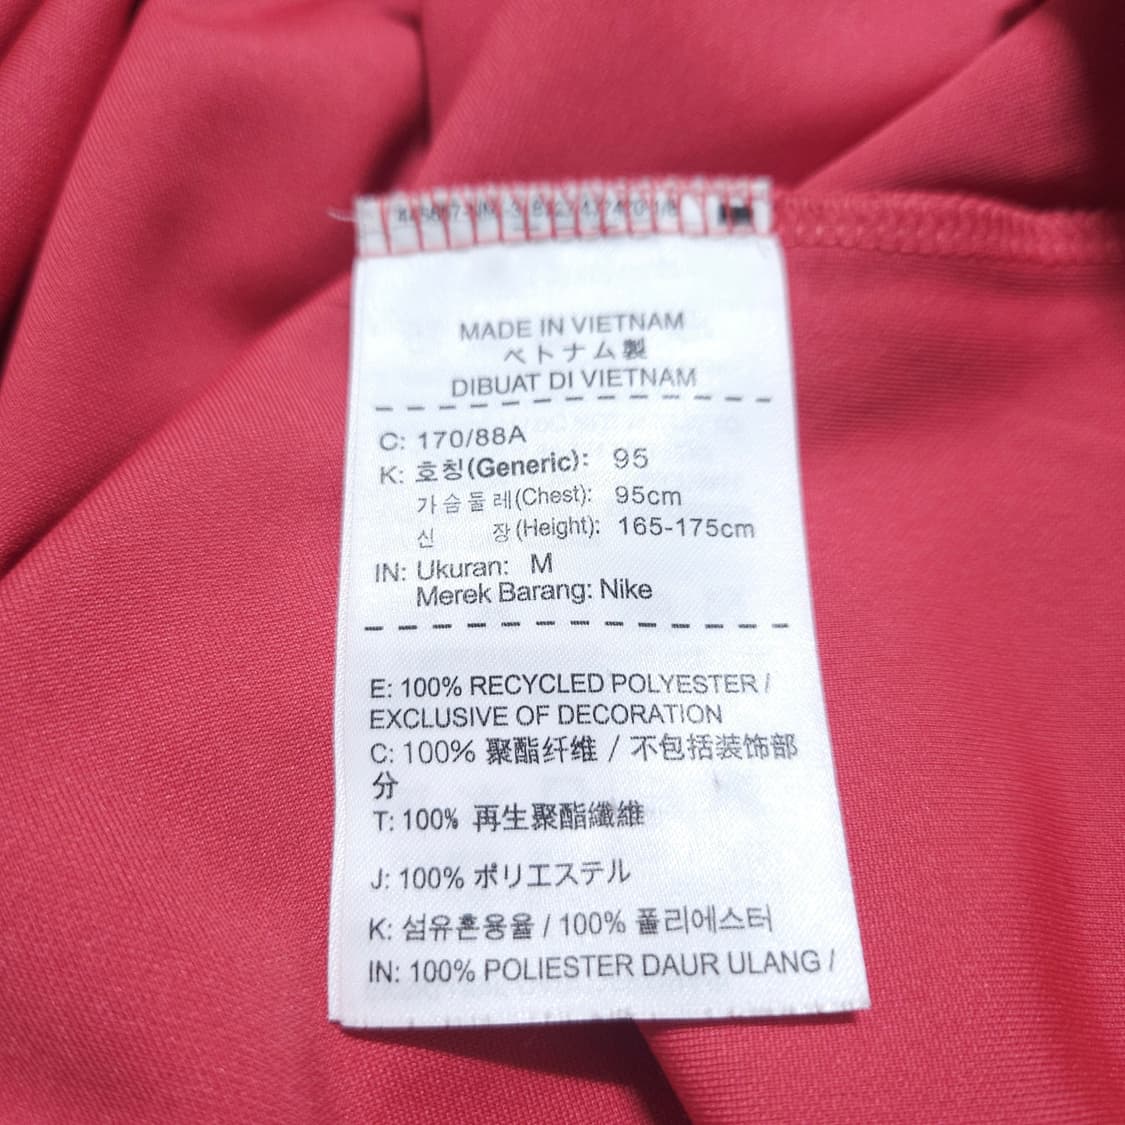 MADE IN VIETNAM
ベトナム製
DIBUAT DI VIETNAM
C: 170/88A
K: 호칭(Generic): 95
가슴둘레(Chest): 95cm
신 장(Height): 165-175cm
IN: Ukuran: M
Merek Barang: Nike
E: 100% RECYCLED POLYESTER /
EXCLUSIVE OF DECORATION
C: 100% 聚酯纤维 / 不包括装饰部
分
T: 100% 再生聚酯纖維
J: 100% ポリエステル
K: 섬유혼용율 / 100% 폴리에스터
IN: 100% POLIESTER DAUR ULANG /